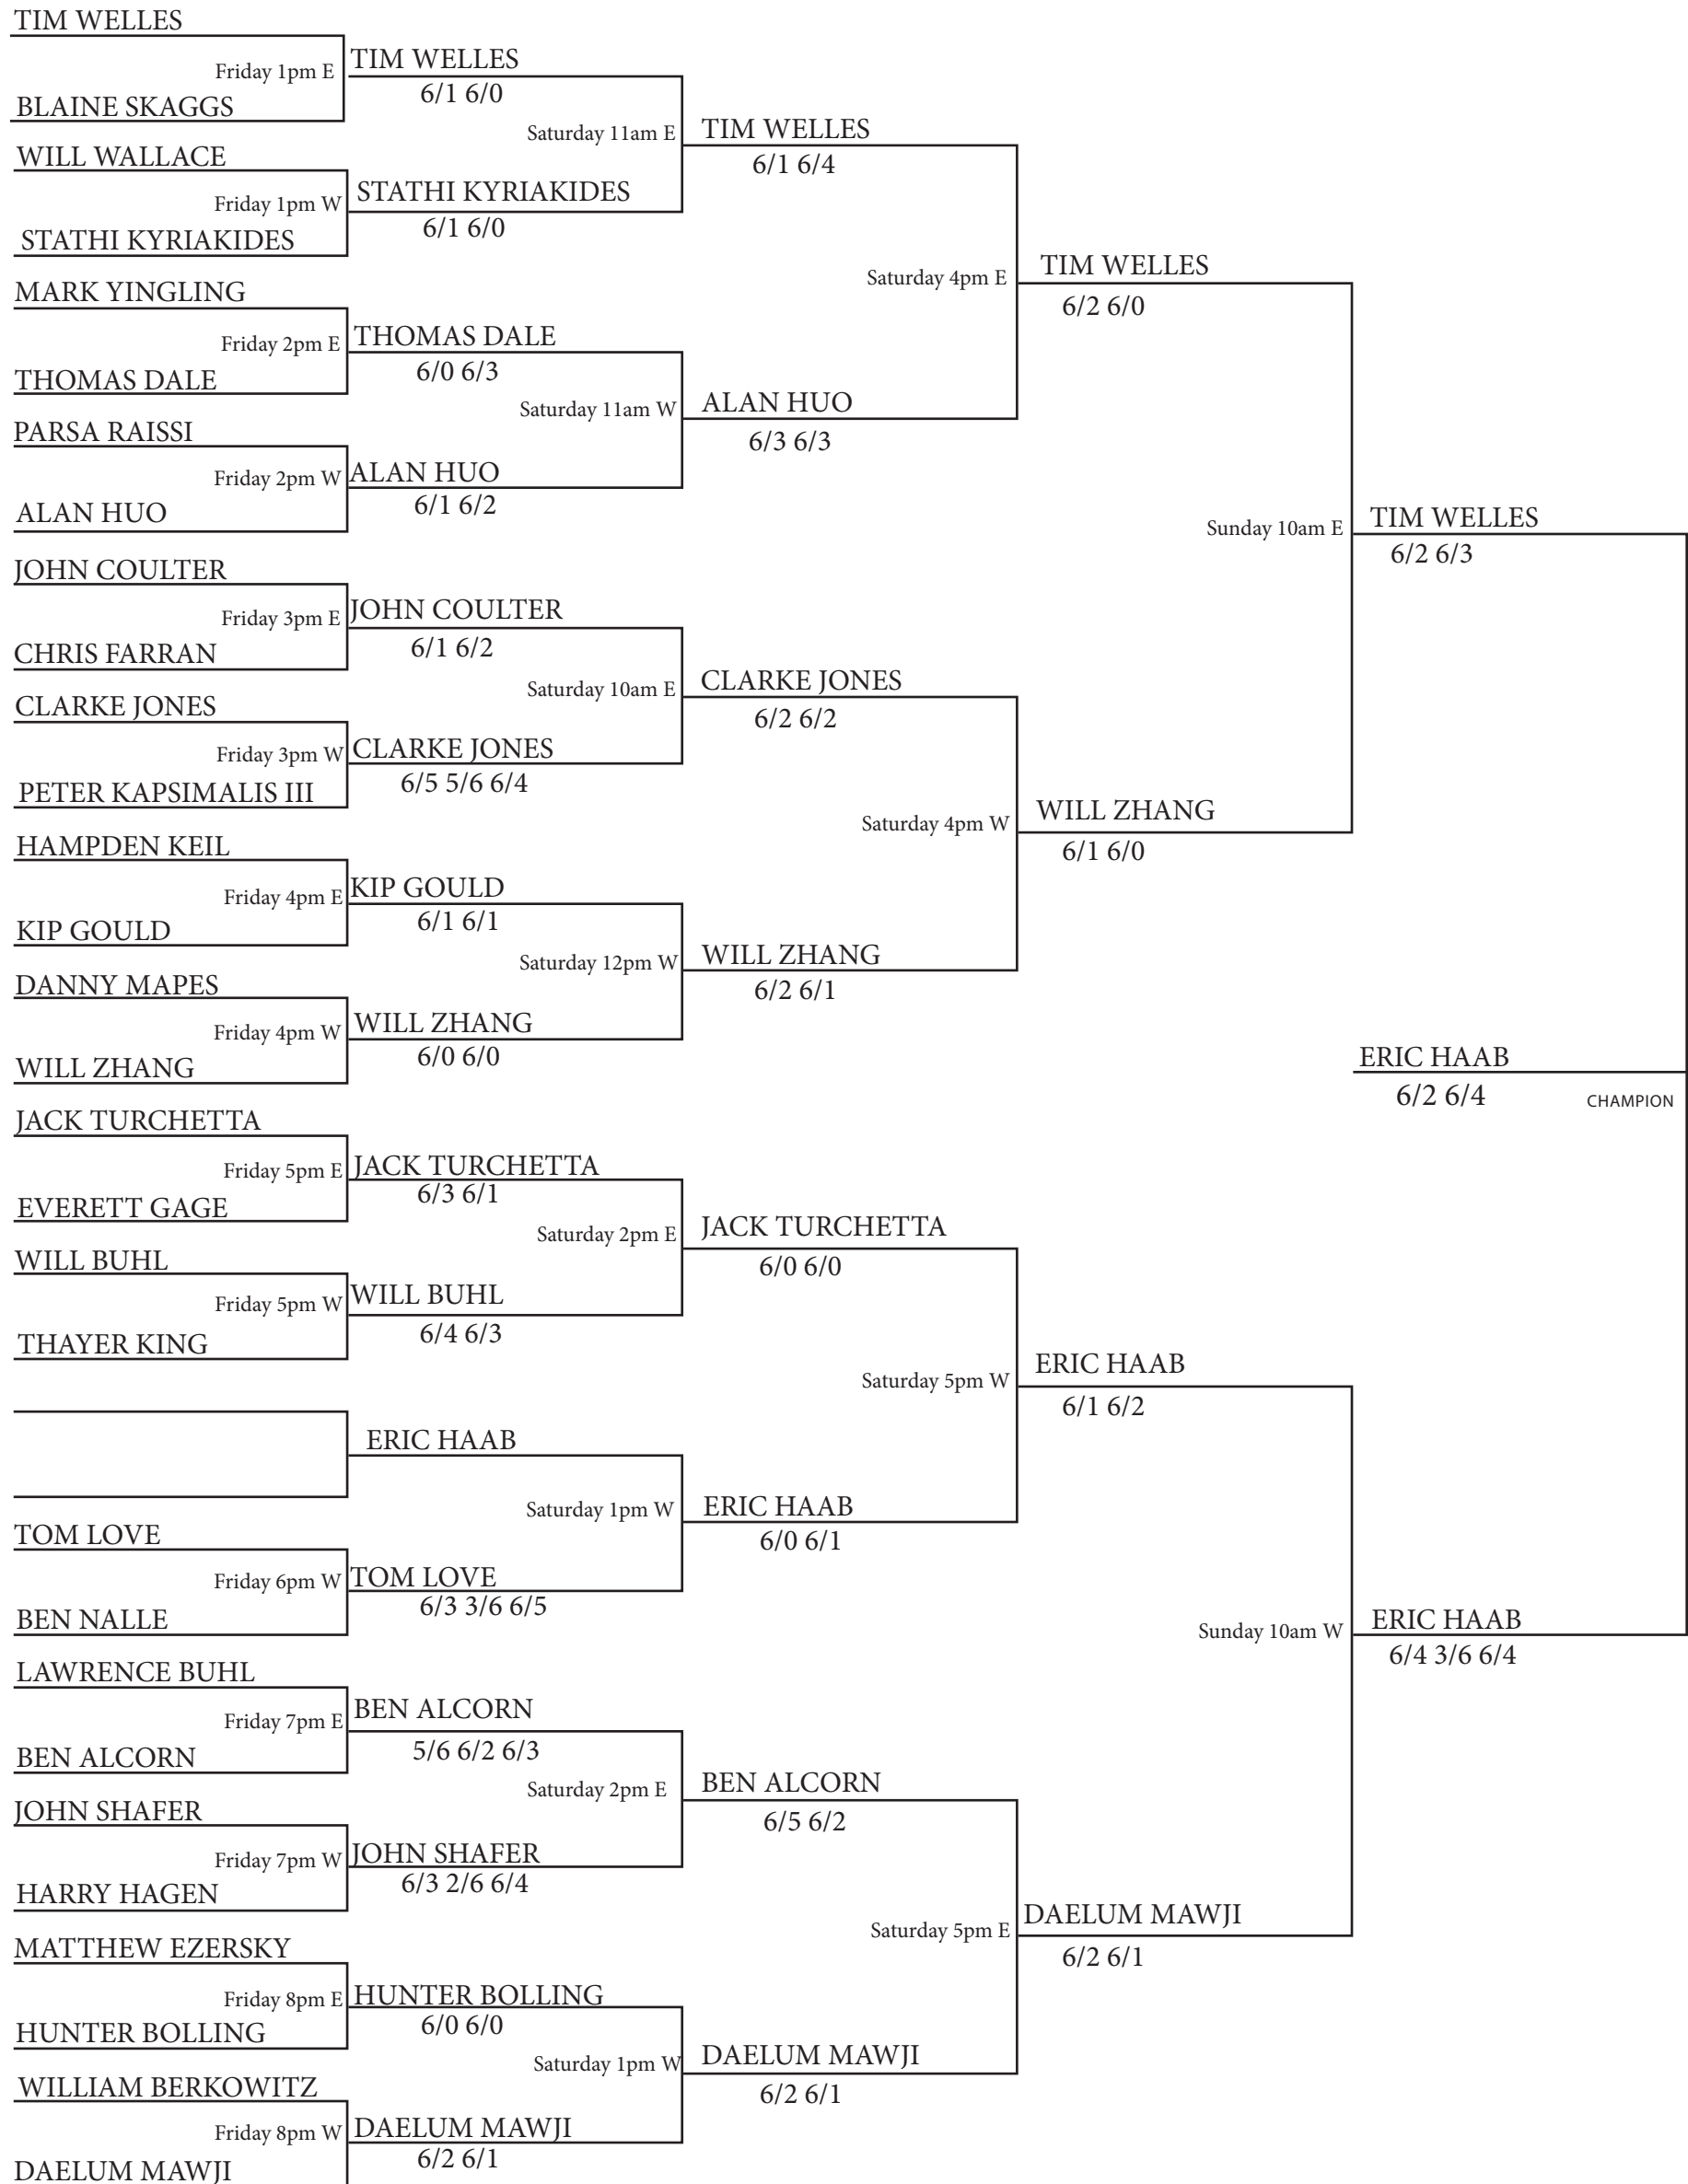 TIM WELLES
Friday 1pm E
BLAINE SKAGGS
WILL WALLACE
Friday 1pm W
STATHI KYRIAKIDES
MARK YINGLING
Friday 2pm E
THOMAS DALE
PARSA RAISSI
Friday 2pm W
ALAN HUO
JOHN COULTER
Friday 3pm E
CHRIS FARRAN
CLARKE JONES
Friday 3pm W
PETER KAPSIMALIS III
HAMPDEN KEIL
Friday 4pm E
KIP GOULD
DANNY MAPES
Friday 4pm W
WILL ZHANG
JACK TURCHETTA
Friday 5pm E
EVERETT GAGE
WILL BUHL
Friday 5pm W
THAYER KING
TOM LOVE
Friday 6pm W
BEN NALLE
LAWRENCE BUHL
Friday 7pm E
BEN ALCORN
JOHN SHAFER
Friday 7pm W
HARRY HAGEN
MATTHEW EZERSKY
Friday 8pm E
HUNTER BOLLING
WILLIAM BERKOWITZ
Friday 8pm W
DAELUM MAWJI
TIM WELLES
6/1 6/0
Saturday 11am E
STATHI KYRIAKIDES
6/1 6/0
THOMAS DALE
6/0 6/3
Saturday 11am W
ALAN HUO
6/1 6/2
JOHN COULTER
6/1 6/2
Saturday 10am E
CLARKE JONES
6/5 5/6 6/4
KIP GOULD
6/1 6/1
Saturday 12pm W
WILL ZHANG
6/0 6/0
JACK TURCHETTA
6/3 6/1
Saturday 2pm E
WILL BUHL
6/4 6/3
ERIC HAAB
Saturday 1pm W
TOM LOVE
6/3 3/6 6/5
BEN ALCORN
5/6 6/2 6/3
Saturday 2pm E
JOHN SHAFER
6/3 2/6 6/4
HUNTER BOLLING
6/0 6/0
Saturday 1pm W
DAELUM MAWJI
6/2 6/1
TIM WELLES
6/1 6/4
Saturday 4pm E
ALAN HUO
6/3 6/3
CLARKE JONES
6/2 6/2
Saturday 4pm W
WILL ZHANG
6/2 6/1
JACK TURCHETTA
6/0 6/0
Saturday 5pm W
ERIC HAAB
6/0 6/1
BEN ALCORN
6/5 6/2
Saturday 5pm E
DAELUM MAWJI
6/2 6/1
TIM WELLES
6/2 6/0
Sunday 10am E
WILL ZHANG
6/1 6/0
ERIC HAAB
6/1 6/2
Sunday 10am W
DAELUM MAWJI
6/2 6/1
TIM WELLES
6/2 6/3
ERIC HAAB
6/2 6/4
CHAMPION
ERIC HAAB
6/4 3/6 6/4